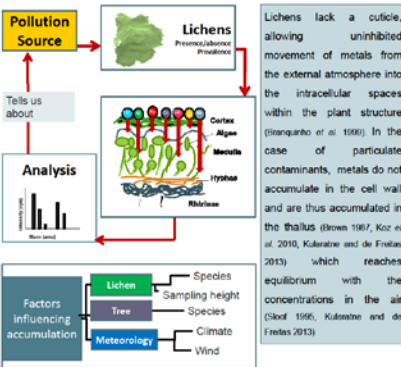 Pollution
Source
Lichens
Presence/absence
Prevalence
Tells us
about
Cortex
Algae
Medulla
Hyphae
Rhizinae
Analysis
Intensity (cps)
Mass (amu)
Factors
influencing
accumulation
Lichen
Species
Sampling height
Tree
Species
Meteorology
Climate
Wind
Lichens lack a cuticle,
allowing uninhibited
movement of metals from
the external atmosphere into
the intracellular spaces
within the plant structure
(Branquinho et al. 1999). In the
case of particulate
contaminants, metals do not
accumulate in the cell wall
and are thus accumulated in
the thallus (Brown 1987, Koz et
al. 2010, Kularatne and de Freitas
2013) which reaches
equilibrium with the
concentrations in the air
(Sloof 1995, Kularatne and de
Freitas 2013).